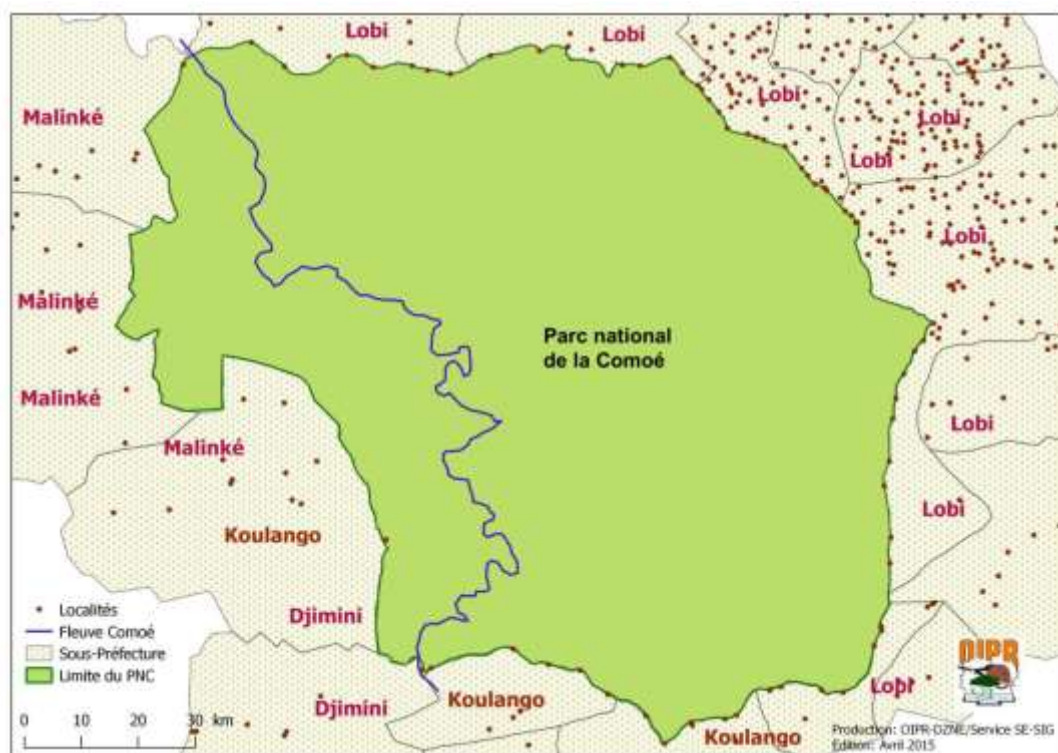 Lobi
Lobi
Malinké
Lobi
Lobi
Lobi
Lobi
Malinké
Parc national
de la Comoé
Malinké
Lobi
Malinké
Lobi
Koulango
Djimini
Localités
Fleuve Comoé
Sous-Préfecture
Limite du PNC
0 10 20 30 km
OIPR
Lobi
Koulango
Djimini
Koulango
Production: OIPR-DZNE/Service SE-SIG
Edition: Avril 2015